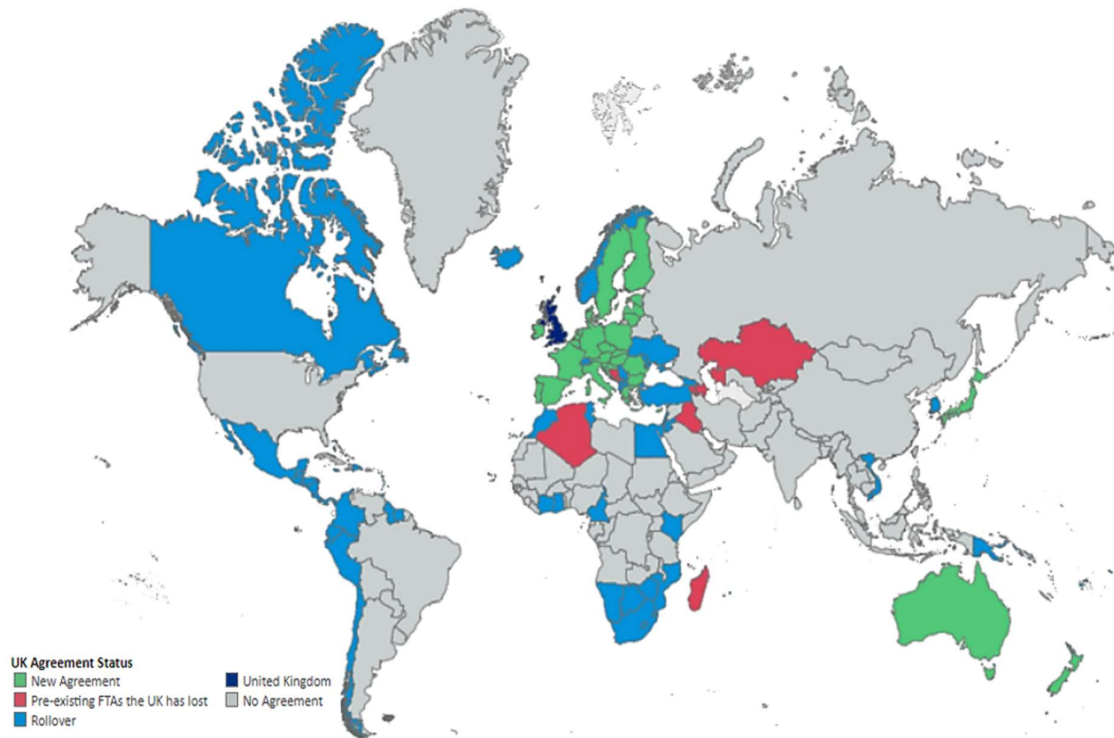 UK Agreement Status
New Agreement
Pre-existing FTAs the UK has lost
Rollover
United Kingdom
No Agreement